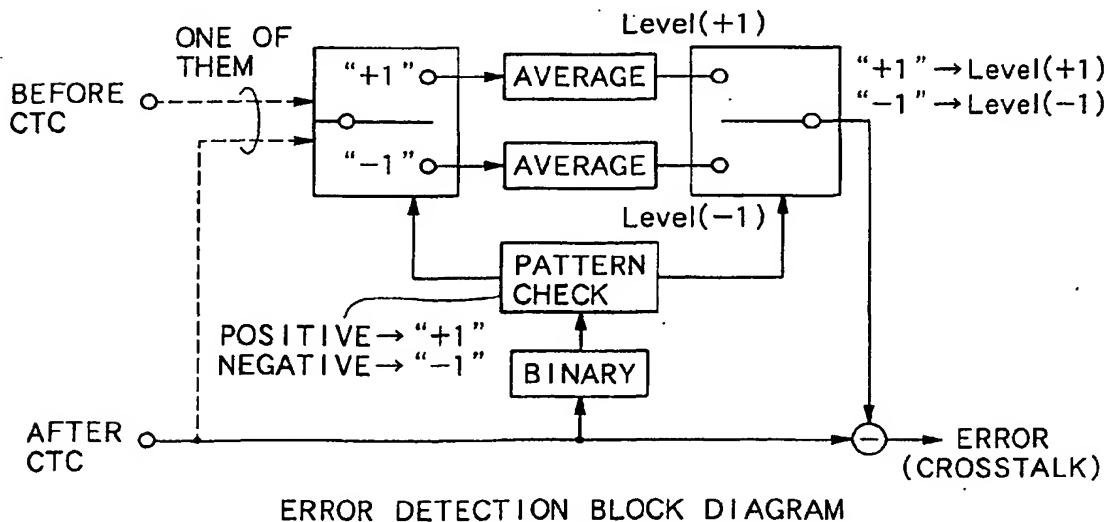 ONE OF
THEM
BEFORE
CTC
“+1”
“-1”
AVERAGE
AVERAGE
Level(+1)
Level(-1)
“+1”→Level(+1)
“-1”→Level(-1)
PATTERN
CHECK
POSITIVE→“+1”
NEGATIVE→“-1”
BINARY
AFTER
CTC
−
ERROR
(CROSSTALK)
ERROR DETECTION BLOCK DIAGRAM